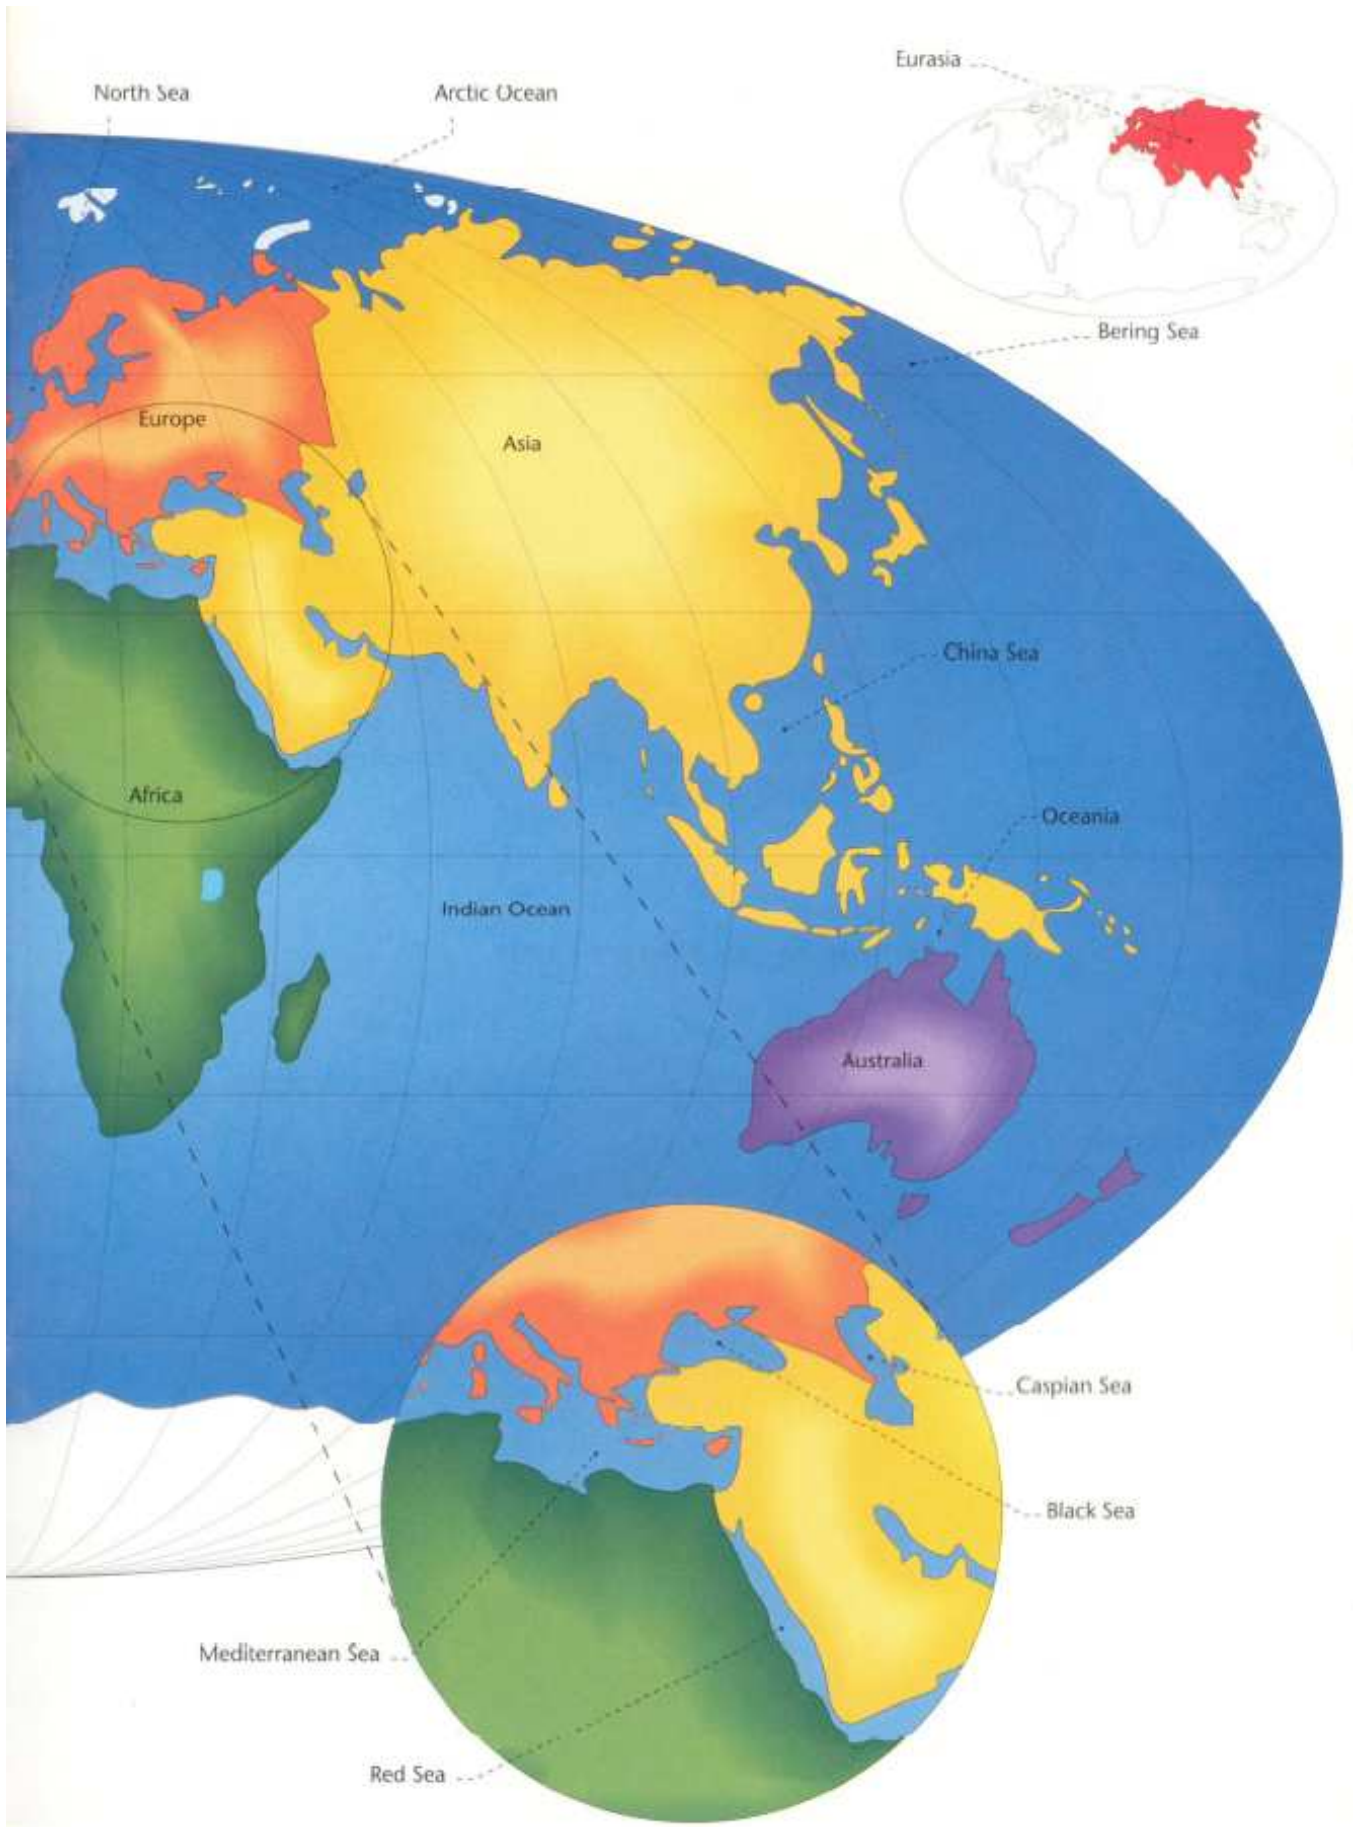 Eurasia
North Sea
Arctic Ocean
Bering Sea
Europe
Asia
China Sea
Africa
Oceania
Indian Ocean
Australia
Caspian Sea
Black Sea
Mediterranean Sea
Red Sea